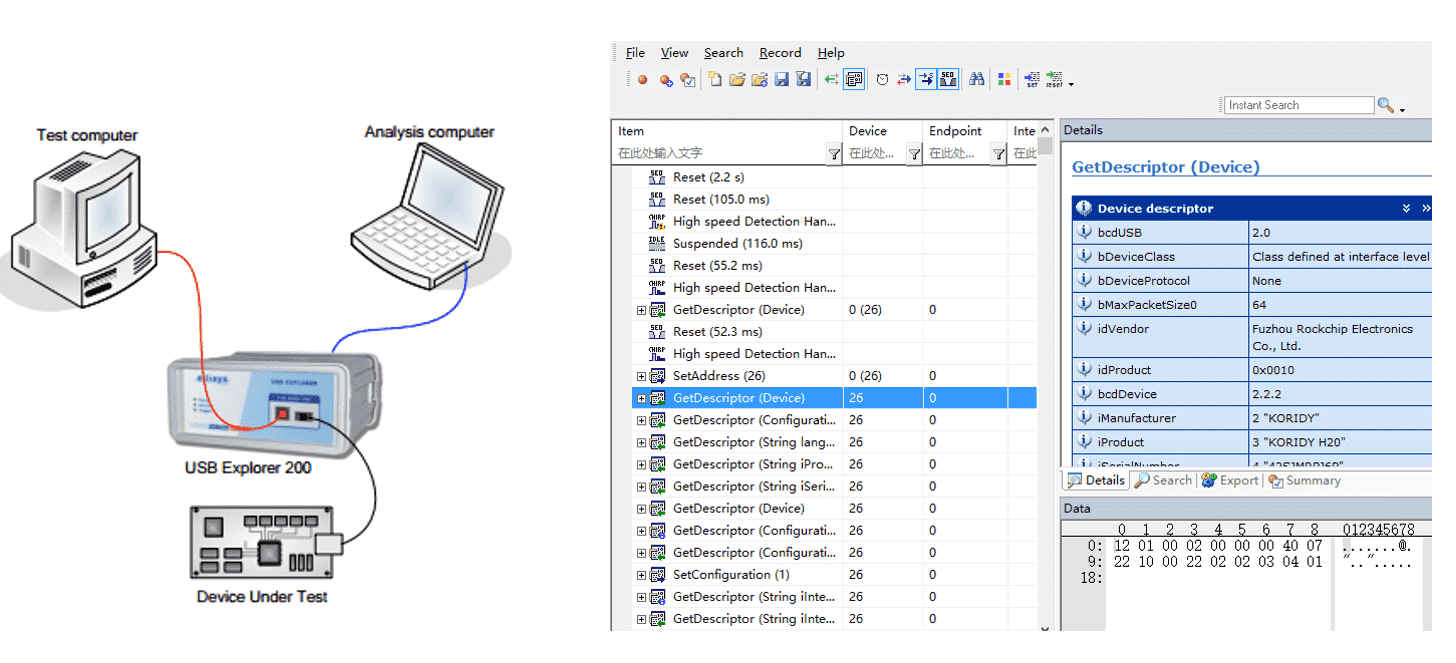 Test computer
Analysis computer
ellisys
USB EXPLORER
USB Explorer 200
Device Under Test
File View Search Record Help
Instant Search
Item Device Endpoint Inte
在此处输入文字 在此处... 在此处... 在此
Reset (2.2 s)
Reset (105.0 ms)
High speed Detection Han...
Suspended (116.0 ms)
Reset (55.2 ms)
High speed Detection Han...
GetDescriptor (Device) 0 (26) 0
Reset (52.3 ms)
High speed Detection Han...
SetAddress (26) 0 (26) 0
GetDescriptor (Device) 26 0
GetDescriptor (Configurati... 26 0
GetDescriptor (String lang... 26 0
GetDescriptor (String iPro... 26 0
GetDescriptor (String iSeri... 26 0
GetDescriptor (Device) 26 0
GetDescriptor (Configurati... 26 0
GetDescriptor (Configurati... 26 0
SetConfiguration (1) 26 0
GetDescriptor (String iInte... 26 0
GetDescriptor (String iInte... 26 0
Details
GetDescriptor (Device)
Device descriptor
bcdUSB 2.0
bDeviceClass Class defined at interface level
bDeviceProtocol None
bMaxPacketSize0 64
idVendor Fuzhou Rockchip Electronics
Co., Ltd.
idProduct 0x0010
bcdDevice 2.2.2
iManufacturer 2 "KORIDY"
iProduct 3 "KORIDY H20"
iSerialNumber
Details Search Export Summary
Data
0 1 2 3 4 5 6 7 8 012345678
0: 12 01 00 02 00 00 00 40 07 .......@.
9: 22 10 00 22 02 02 03 04 01 "..".....
18: